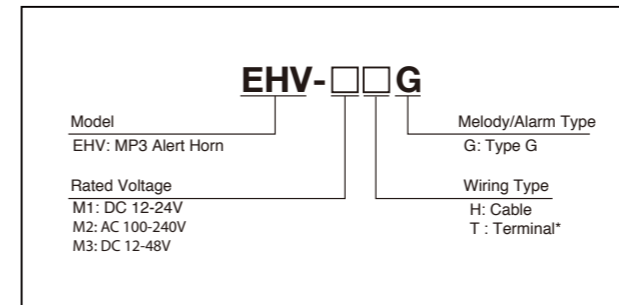 EHV-□□G
Model
EHV: MP3 Alert Horn
Rated Voltage
M1: DC 12-24V
M2: AC 100-240V
M3: DC 12-48V
Melody/Alarm Type
G: Type G
Wiring Type
H: Cable
T : Terminal*